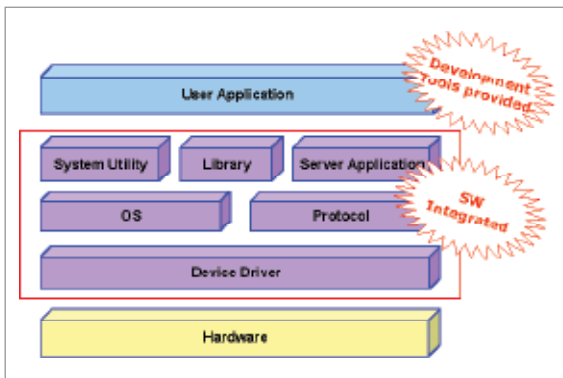 Development
Tools provided
User Application
System Utility
Library
Server Application
SW
Integrated
OS
Protocol
Device Driver
Hardware